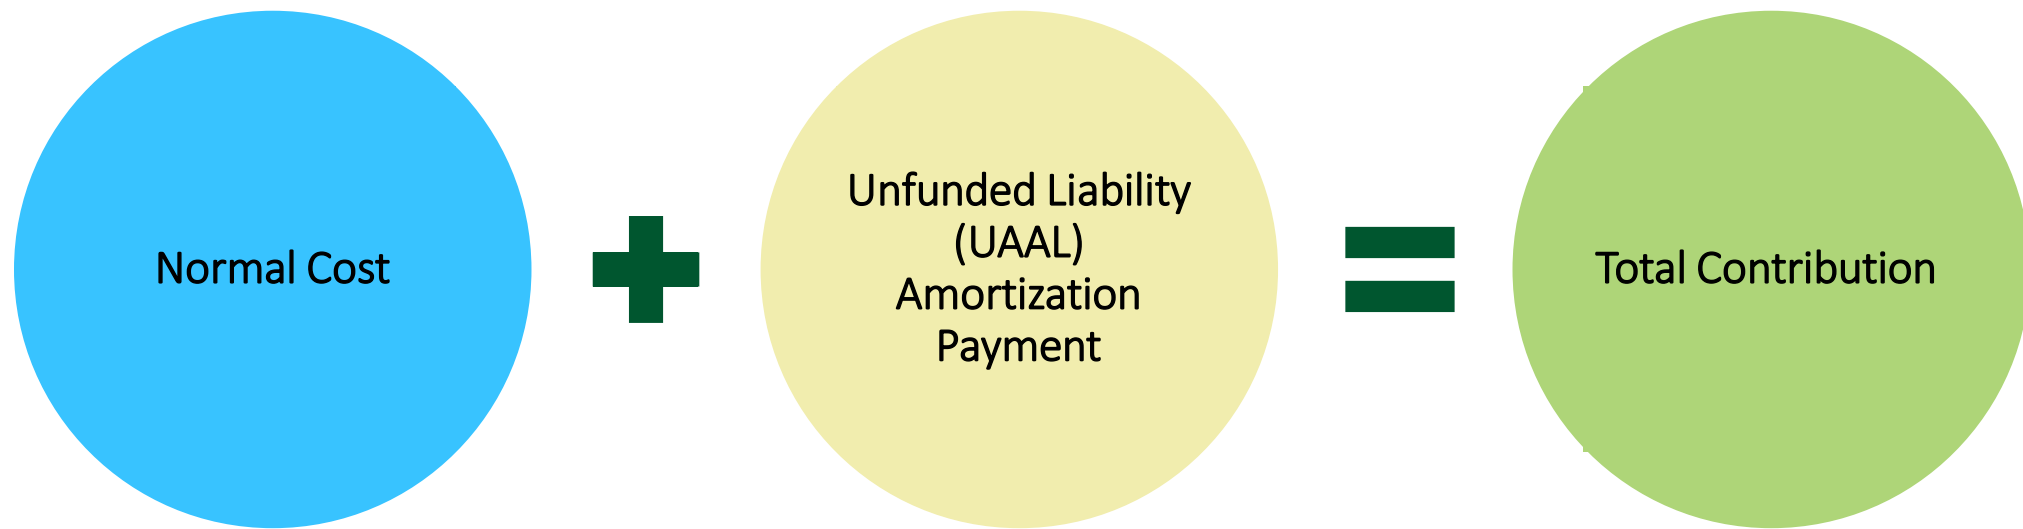 Normal Cost
Unfunded Liability
(UAAL)
Amortization
Payment
Total Contribution